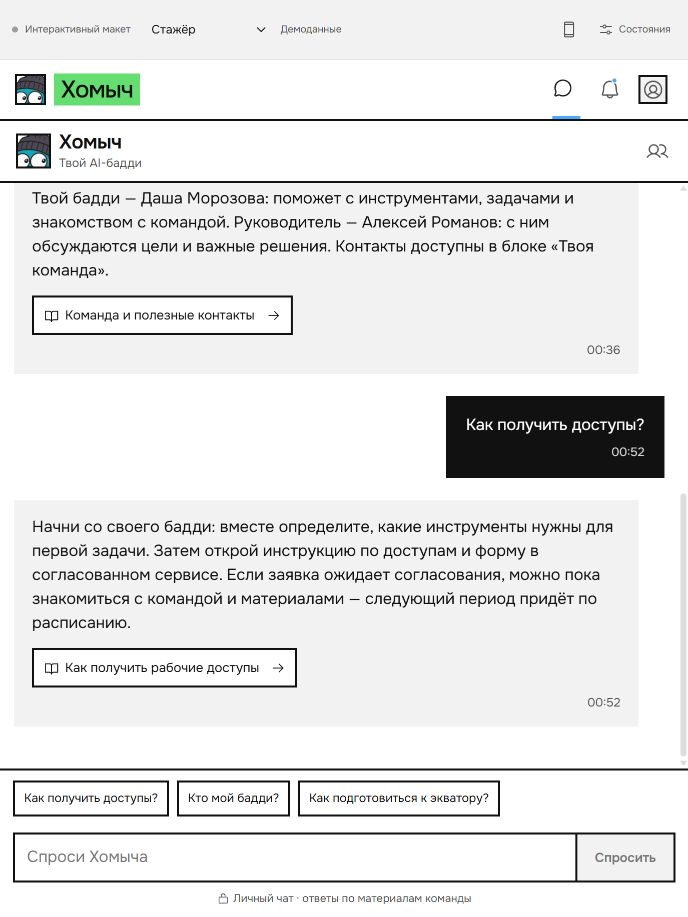 Интерактивный макет Стажёр Демоданные Состояния
Хомыч
Хомыч
Твой AI-бадди
Твой бадди — Даша Морозова: поможет с инструментами, задачами и
знакомством с командой. Руководитель — Алексей Романов: с ним
обсуждаются цели и важные решения. Контакты доступны в блоке «Твоя
команда».
Команда и полезные контакты →
00:36
Как получить доступы?
00:52
Начни со своего бадди: вместе определите, какие инструменты нужны для
первой задачи. Затем открой инструкцию по доступам и форму в
согласованном сервисе. Если заявка ожидает согласования, можно пока
знакомиться с командой и материалами — следующий период придёт по
расписанию.
Как получить рабочие доступы →
00:52
Как получить доступы? Кто мой бадди? Как подготовиться к экватору?
Спроси Хомыча Спросить
Личный чат · ответы по материалам команды